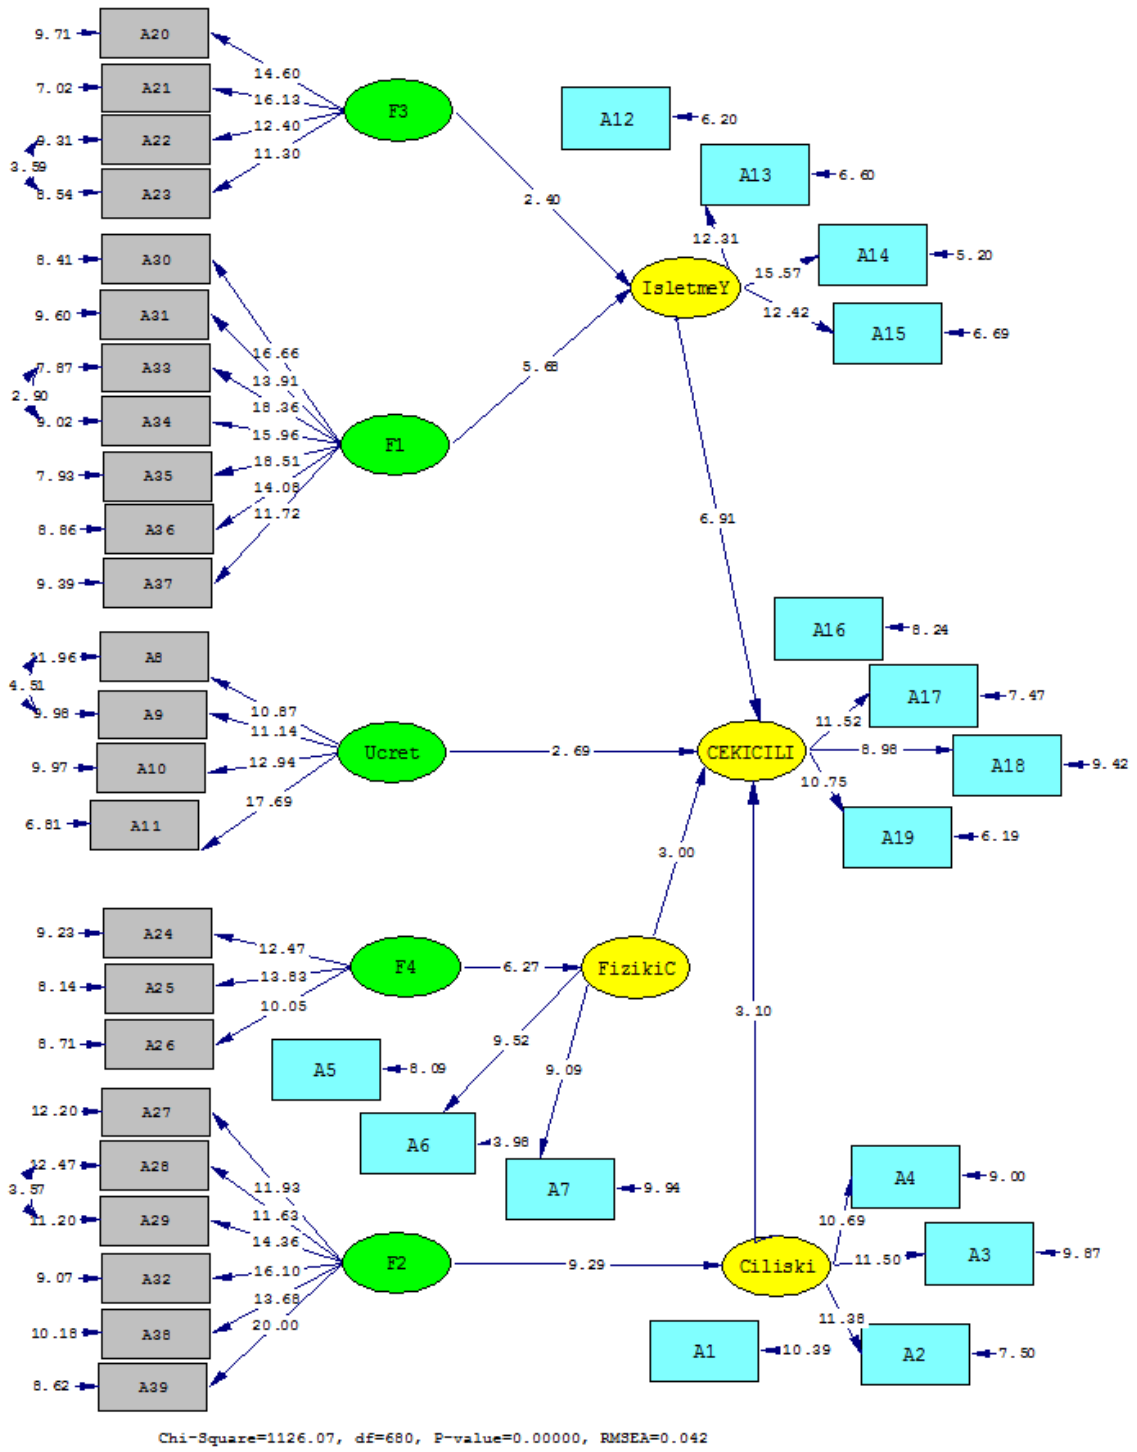 9.71 A20
7.02 A21
9.31 A22
3.59
8.54 A23
14.60
16.13
12.40
11.30
F3
2.40
A12 6.20
A13 6.60
A14 5.20
A15 6.69
12.31
15.57
12.42
IsletmeY
8.41 A30
9.60 A31
7.87 A33
2.90
9.02 A34
7.93 A35
8.86 A36
9.39 A37
16.66
13.91
18.36
15.96
18.51
14.08
11.72
F1
5.68
6.91
11.96 A8
4.51
9.98 A9
9.97 A10
6.81 A11
10.87
11.14
12.94
17.69
Ucret
2.69
CEKICILI
A16 8.24
A17 7.47
A18 9.42
A19 6.19
11.52
8.98
10.75
3.00
9.23 A24
8.14 A25
8.71 A26
12.47
13.83
10.05
F4
6.27
FizikiC
3.10
9.52
9.09
A5 8.09
A6 3.98
A7 9.94
12.20 A27
12.47 A28
3.57
11.20 A29
9.07 A32
10.18 A38
8.62 A39
11.93
11.63
14.36
16.10
13.68
20.00
F2
9.29
Ciliski
A4 9.00
A3 9.87
A2 7.50
A1 10.39
10.69
11.50
11.38
Chi-Square=1126.07, df=680, P-value=0.00000, RMSEA=0.042